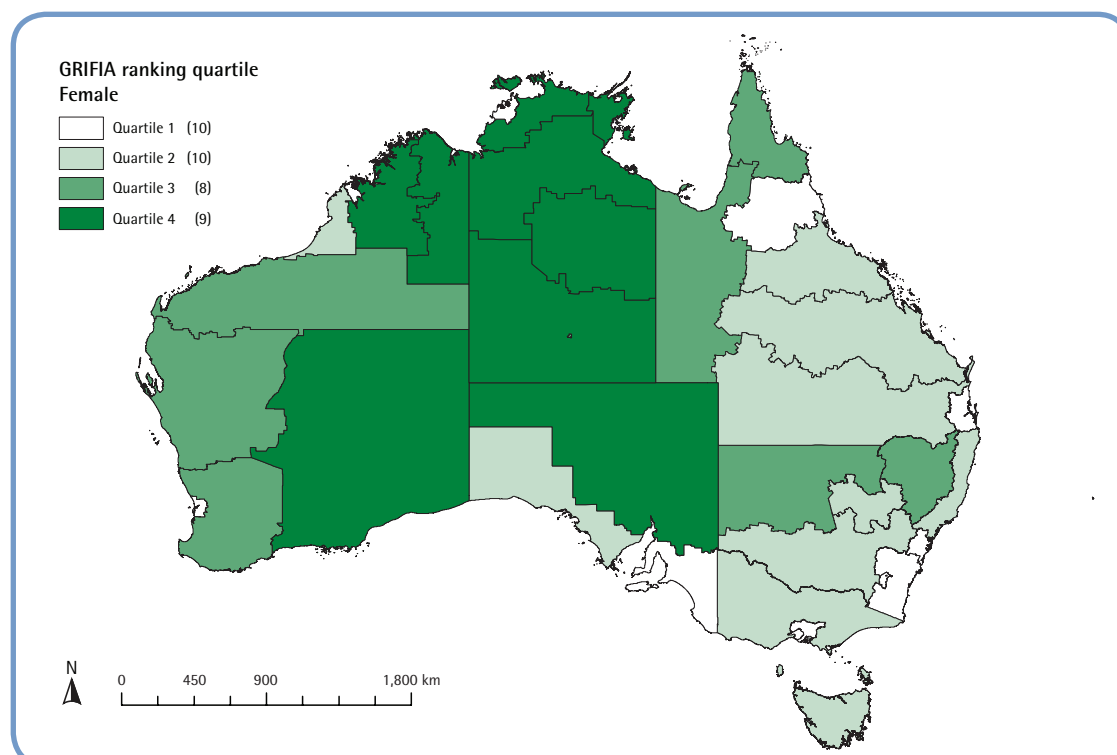 GRIFIA ranking quartile
Female
Quartile 1 (10)
Quartile 2 (10)
Quartile 3 (8)
Quartile 4 (9)
N
0 450 900 1,800 km